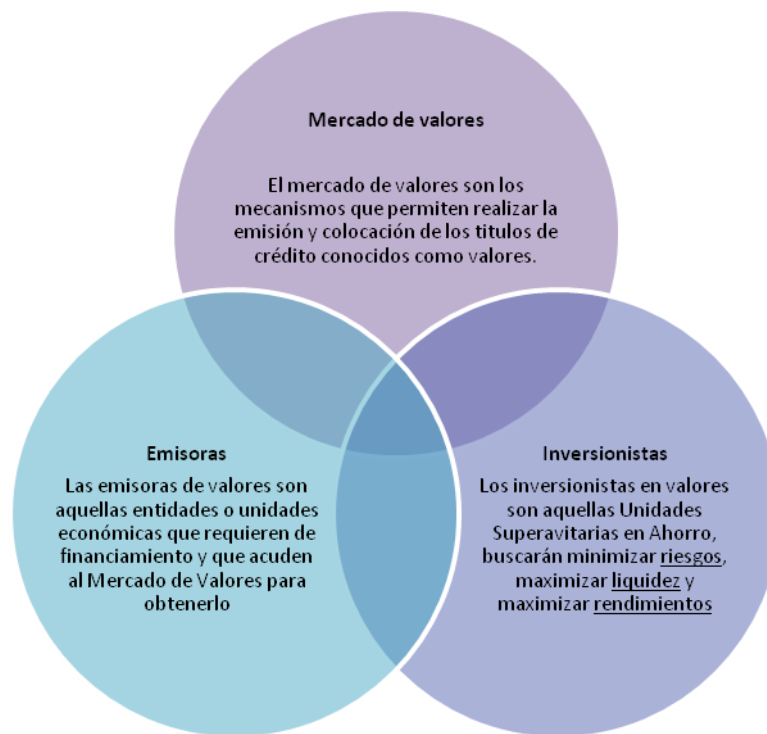 Mercado de valores
El mercado de valores son los
mecanismos que permiten realizar la
emisión y colocación de los titulos de
crédito conocidos como valores.
Emisoras
Las emisoras de valores son
aquellas entidades o unidades
económicas que requieren de
financiamiento y que acuden
al Mercado de Valores para
obtenerlo
Inversionistas
Los inversionistas en valores
son aquellas Unidades
Superavitarias en Ahorro,
buscarán minimizar riesgos,
maximizar liquidez y
maximizar rendimientos